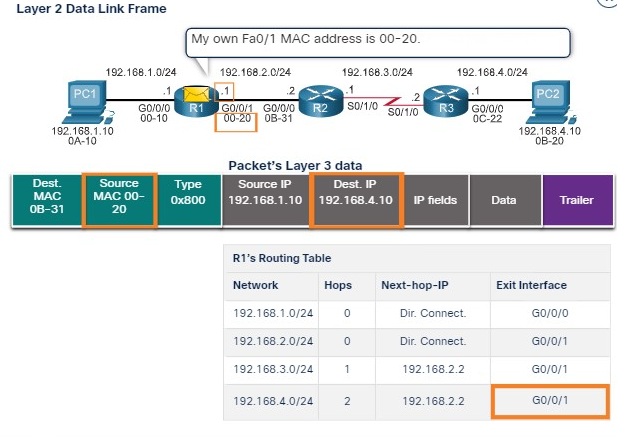 Layer 2 Data Link Frame
My own Fa0/1 MAC address is 00-20.
192.168.1.0/24 192.168.2.0/24 192.168.3.0/24 192.168.4.0/24
PC1 .1 R1 .1 .2 R2 .1 .2 R3 .1 PC2
G0/0/0 G0/0/1 G0/0/0 S0/1/0 S0/1/0 G0/0/0
00-10 00-20 0B-31 0C-22
192.168.1.10 192.168.4.10
0A-10 0B-20
Packet's Layer 3 data
Dest. Source Type Source IP Dest. IP IP fields Data Trailer
MAC MAC 00- 0x800 192.168.1.10 192.168.4.10
0B-31 20
R1's Routing Table
Network Hops Next-hop-IP Exit Interface
192.168.1.0/24 0 Dir. Connect. G0/0/0
192.168.2.0/24 0 Dir. Connect. G0/0/1
192.168.3.0/24 1 192.168.2.2 G0/0/1
192.168.4.0/24 2 192.168.2.2 G0/0/1